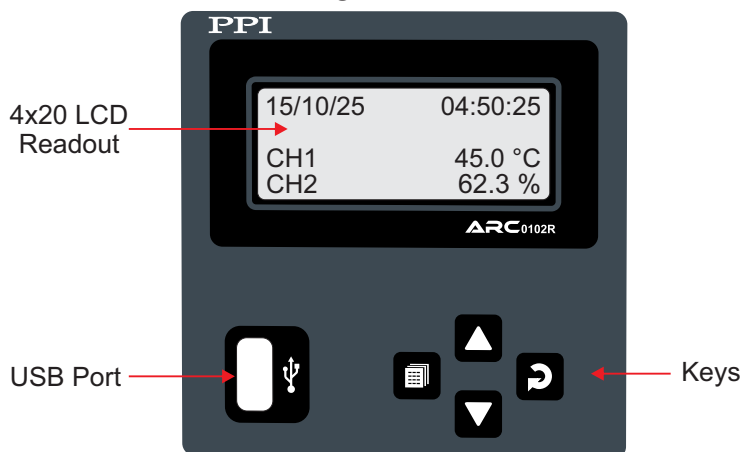 PPI
4x20 LCD
Readout
15/10/25 04:50:25
CH1 45.0 °C
CH2 62.3 %
ARC0102R
USB Port
Keys